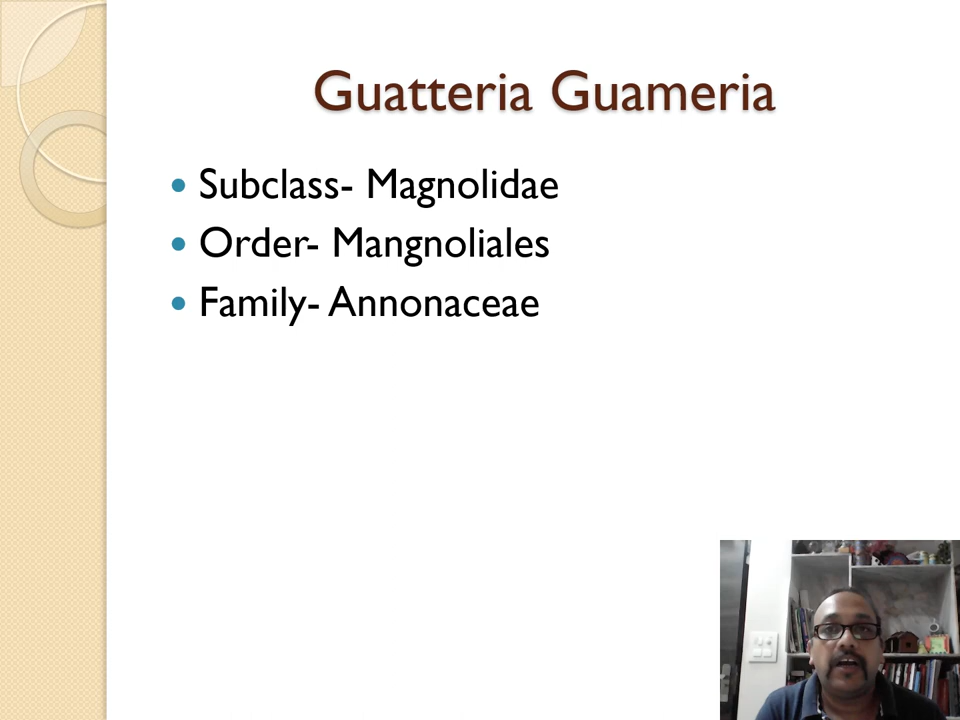 Guatteria Guameria
Subclass- Magnolidae
Order- Mangnoliales
Family- Annonaceae